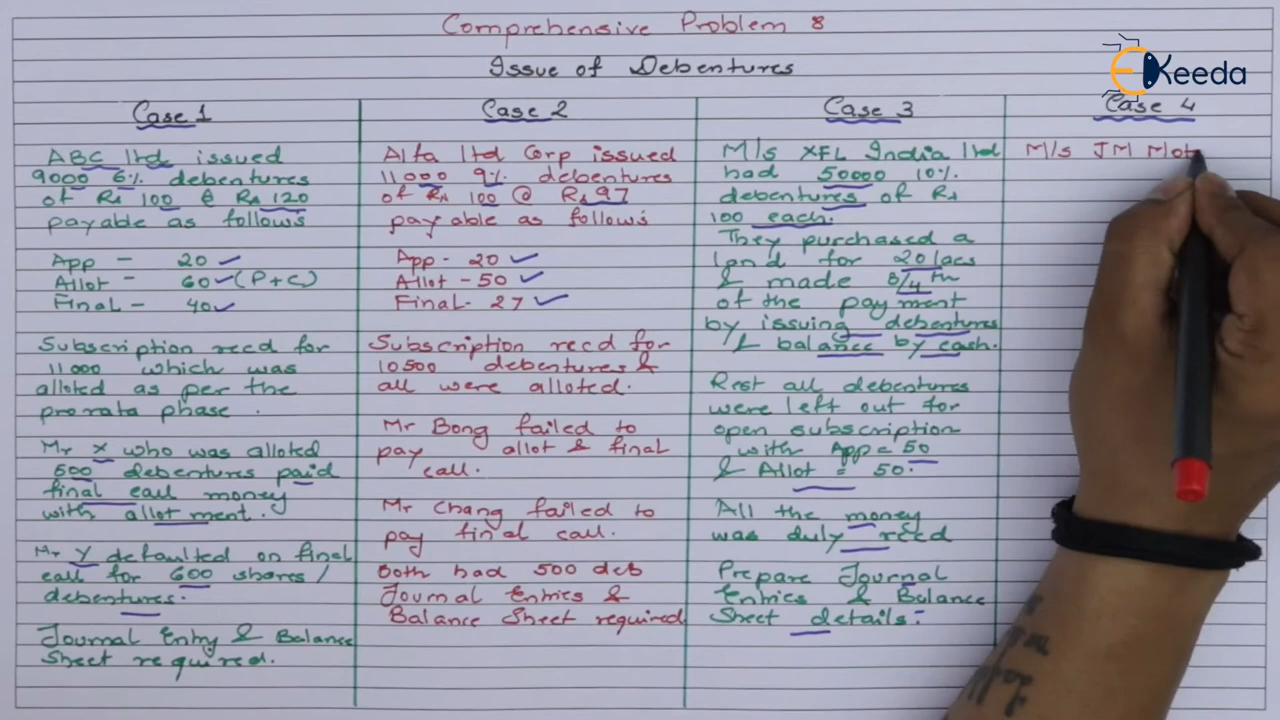 Comprehensive Problem 8
Issue of Debentures
EKeeda
Case 1
ABC ltd issued
9000 6% debentures
of Rs 100 @ Rs 120
payable as follows
App - 20
Allot - 60 (P+C)
Final - 40
Subscription recd for
11000 which was
alloted as per the
prorata phase.
Mr X who was alloted
500 debentures paid
final call money
with allotment.
Mr Y defaulted on final
call for 600 shares/
debentures.
Journal Entry & Balance
Sheet required.
Case 2
Alfa ltd Corp issued
11000 9% debentures
of Rs 100 @ Rs 97
payable as follows
App - 20
Allot - 50
Final - 27
Subscription recd for
10500 debentures &
all were alloted.
Mr Bong failed to
pay allot & final
call.
Mr Chang failed to
pay final call.
Both had 500 deb
Journal Entries &
Balance Sheet required
Case 3
M/s XFL India ltd
had 50000 10%
debentures of Rs
100 each.
They purchased a
land for 20 lacs
& made 3/4th
of the payment
by issuing debentures
& balance by cash.
Rest all debentures
were left out for
open subscription
with App = 50
& Allot = 50.
All the money
was duly recd
Prepare Journal
Entries & Balance
Sheet details:
Case 4
M/s JM Mot